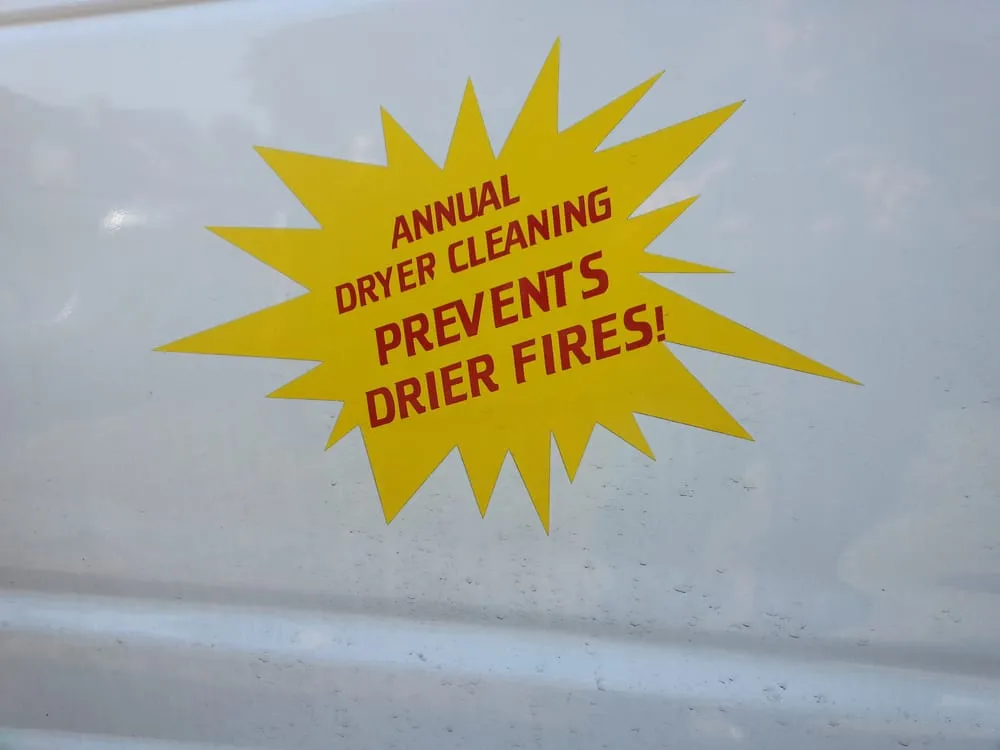 ANNUAL
DRYER CLEANING
PREVENTS
DRIER FIRES!